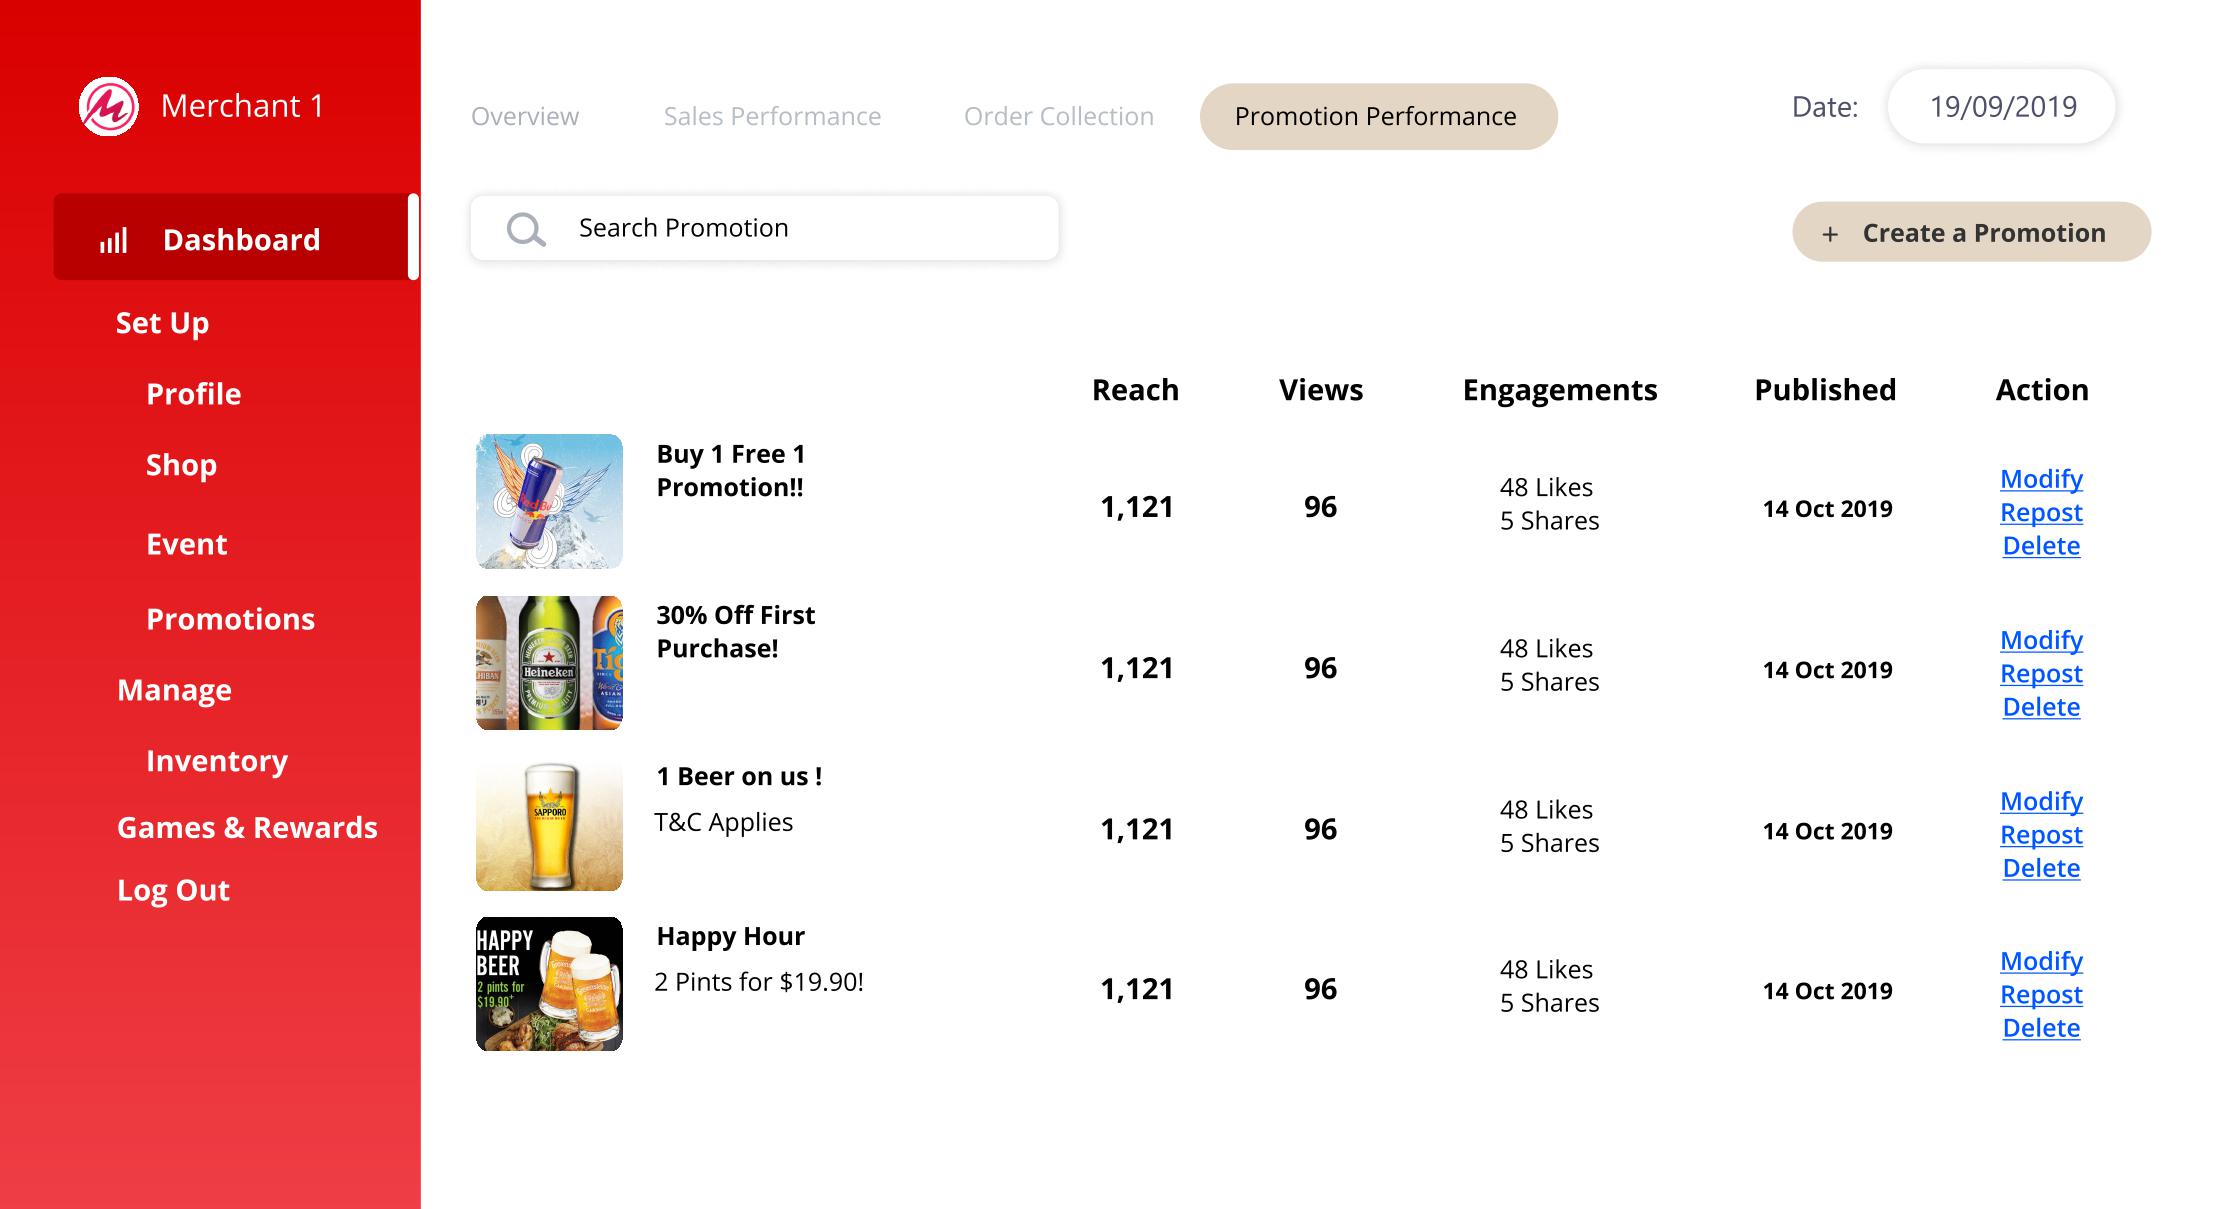 Merchant 1
Overview
Sales Performance
Order Collection
Promotion Performance
Date:
19/09/2019
Dashboard
Search Promotion
+ Create a Promotion
Set Up
Profile
Shop
Event
Promotions
Manage
Inventory
Games & Rewards
Log Out
Reach
Views
Engagements
Published
Action
Buy 1 Free 1
Promotion!!
1,121
96
48 Likes
5 Shares
14 Oct 2019
Modify
Repost
Delete
Heineken
30% Off First
Purchase!
1,121
96
48 Likes
5 Shares
14 Oct 2019
Modify
Repost
Delete
SAPPORO
1 Beer on us !
T&C Applies
1,121
96
48 Likes
5 Shares
14 Oct 2019
Modify
Repost
Delete
HAPPY
BEER
2 pints for
$19.90+
Happy Hour
2 Pints for $19.90!
1,121
96
48 Likes
5 Shares
14 Oct 2019
Modify
Repost
Delete